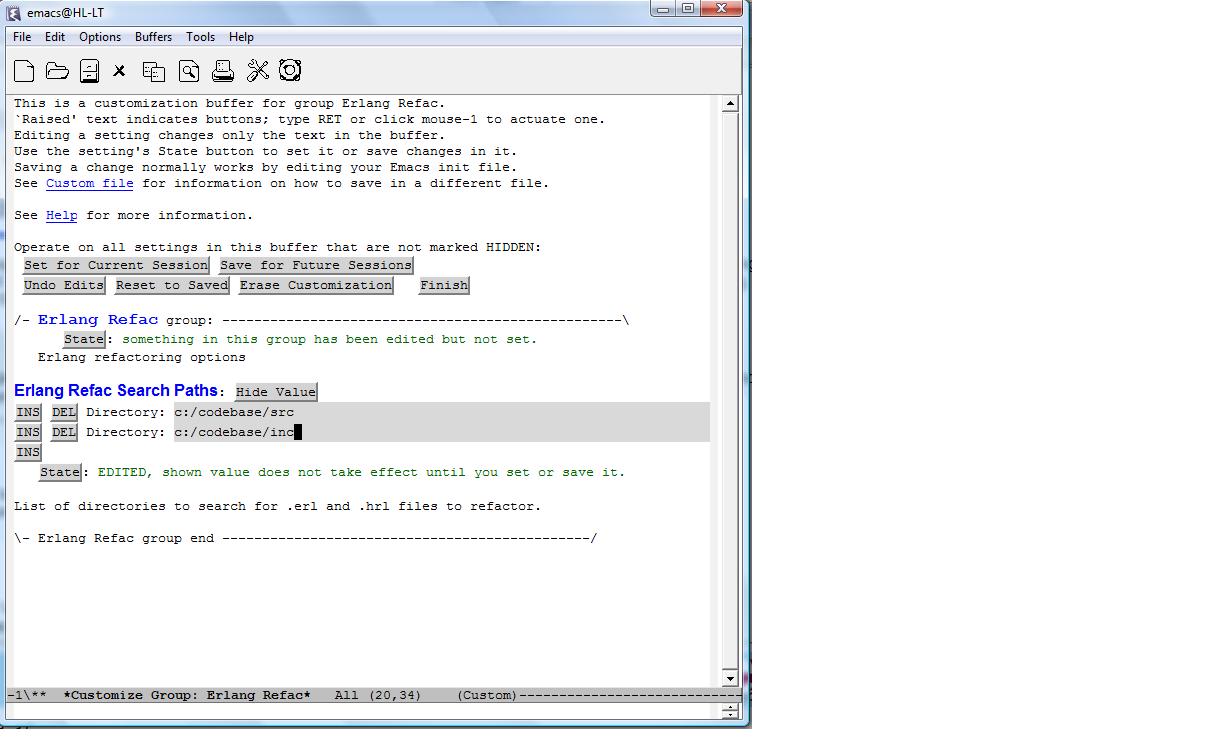 emacs@HL-LT
File Edit Options Buffers Tools Help
This is a customization buffer for group Erlang Refac.
`Raised' text indicates buttons; type RET or click mouse-1 to actuate one.
Editing a setting changes only the text in the buffer.
Use the setting's State button to set it or save changes in it.
Saving a change normally works by editing your Emacs init file.
See Custom file for information on how to save in a different file.
See Help for more information.
Operate on all settings in this buffer that are not marked HIDDEN:
Set for Current Session Save for Future Sessions
Undo Edits Reset to Saved Erase Customization Finish
/- Erlang Refac group: --------------------------------------------------\
State: something in this group has been edited but not set.
Erlang refactoring options
Erlang Refac Search Paths: Hide Value
INS DEL Directory: c:/codebase/src
INS DEL Directory: c:/codebase/inc
INS
State: EDITED, shown value does not take effect until you set or save it.
List of directories to search for .erl and .hrl files to refactor.
\- Erlang Refac group end ----------------------------------------------/
-1\** *Customize Group: Erlang Refac* All (20,34) (Custom)----------------------------